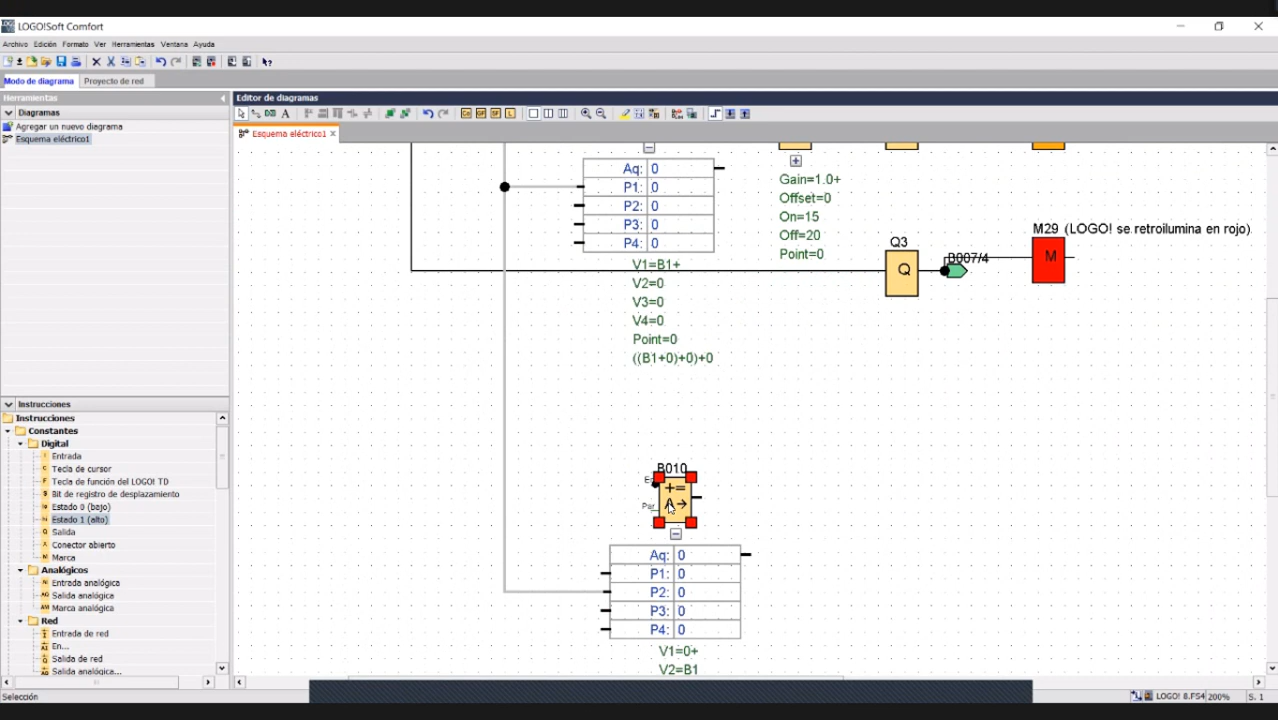 LOGO!Soft Comfort
Archivo Edición Formato Ver Herramientas Ventana Ayuda
Modo de diagrama Proyecto de red
Herramientas
Diagramas
Agregar un nuevo diagrama
Esquema eléctrico1
Instrucciones
Instrucciones
Constantes
Digital
Entrada
Tecla de cursor
Tecla de función del LOGO! TD
Bit de registro de desplazamiento
Estado 0 (bajo)
Estado 1 (alto)
Salida
Conector abierto
Marca
Analógicos
Entrada analógica
Salida analógica
Marca analógica
Red
Entrada de red
En...
Salida de red
Salida analógica...
Selección
Editor de diagramas
Esquema eléctrico1
Aq: 0
P1: 0
P2: 0
P3: 0
P4: 0
V1=B1+
V2=0
V3=0
V4=0
Point=0
((B1+0)+0)+0
Gain=1.0+
Offset=0
On=15
Off=20
Point=0
Q3
Q
B007/4
M29 (LOGO! se retroilumina en rojo)
M
B010
Par
+=
A→
Aq: 0
P1: 0
P2: 0
P3: 0
P4: 0
V1=0+
V2=B1
LOGO! 8.FS4 200% S. 1